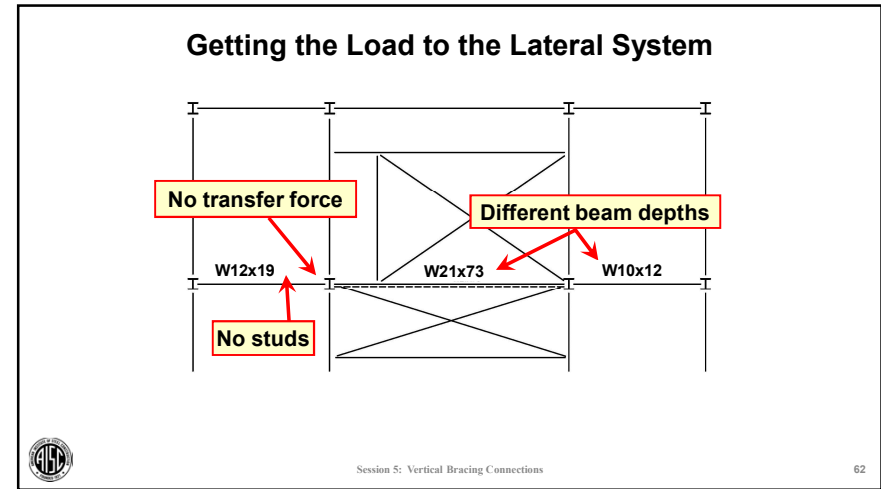 Getting the Load to the Lateral System
No transfer force
Different beam depths
W12x19
W21x73
W10x12
No studs
AISC
Session 5: Vertical Bracing Connections
62